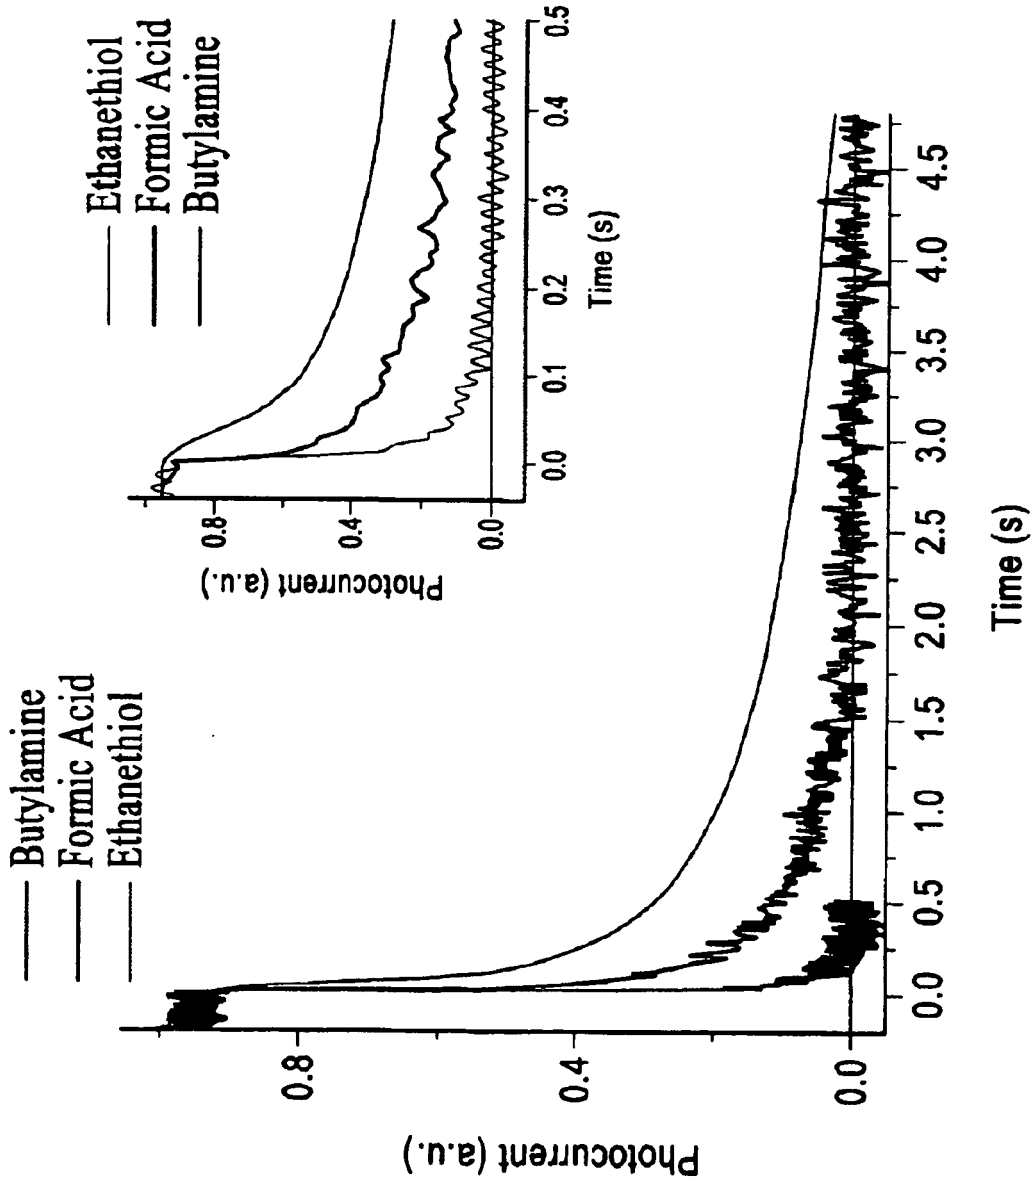 Butylamine
Formic Acid
Ethanethiol
Ethanethiol
Formic Acid
Butylamine
Photocurrent (a.u.)
0.8
0.4
0.0
0.0
0.1
0.2
0.3
0.4
0.5
Time (s)
Photocurrent (a.u.)
0.8
0.4
0.0
0.0
0.5
1.0
1.5
2.0
2.5
3.0
3.5
4.0
4.5
Time (s)